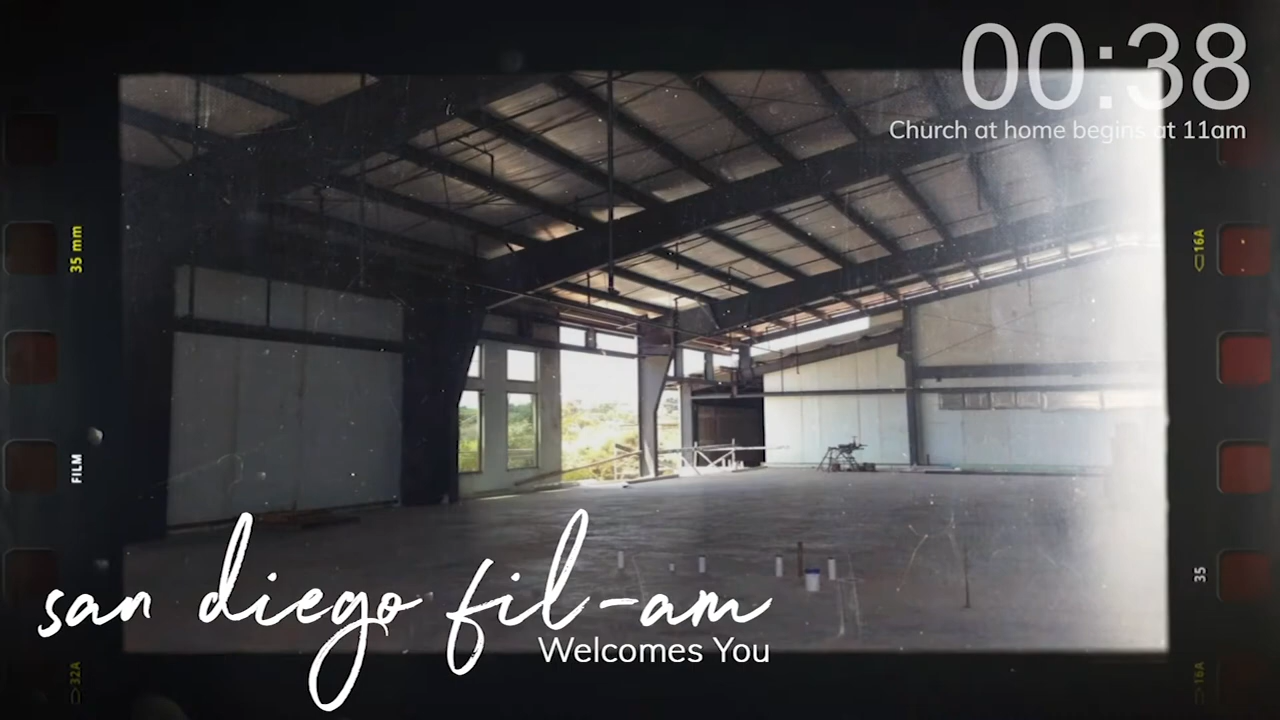 00:38
Church at home begins at 11am
35 mm
16A
FILM
35
san diego fil-am
Welcomes You
32A
16A